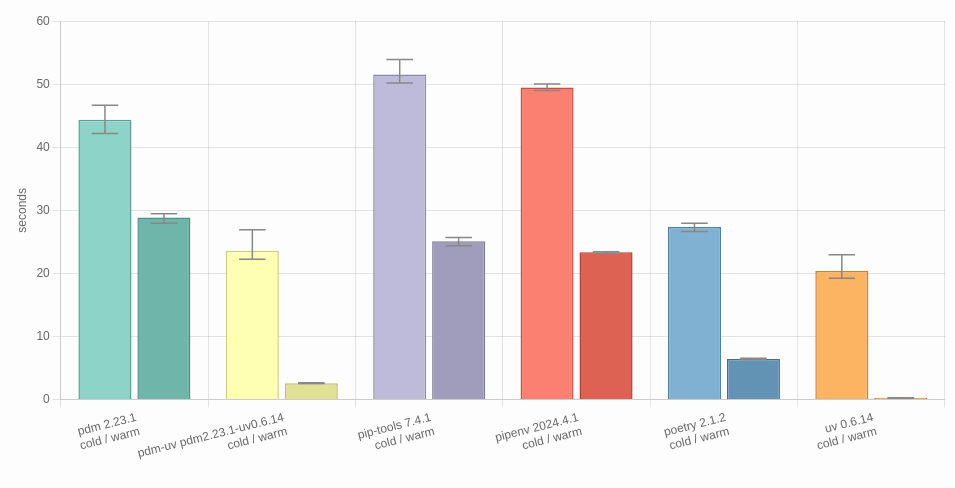 60
50
40
30
20
10
0
seconds
pdm 2.23.1
cold / warm
pdm-uv pdm2.23.1-uv0.6.14
cold / warm
pip-tools 7.4.1
cold / warm
pipenv 2024.4.1
cold / warm
poetry 2.1.2
cold / warm
uv 0.6.14
cold / warm